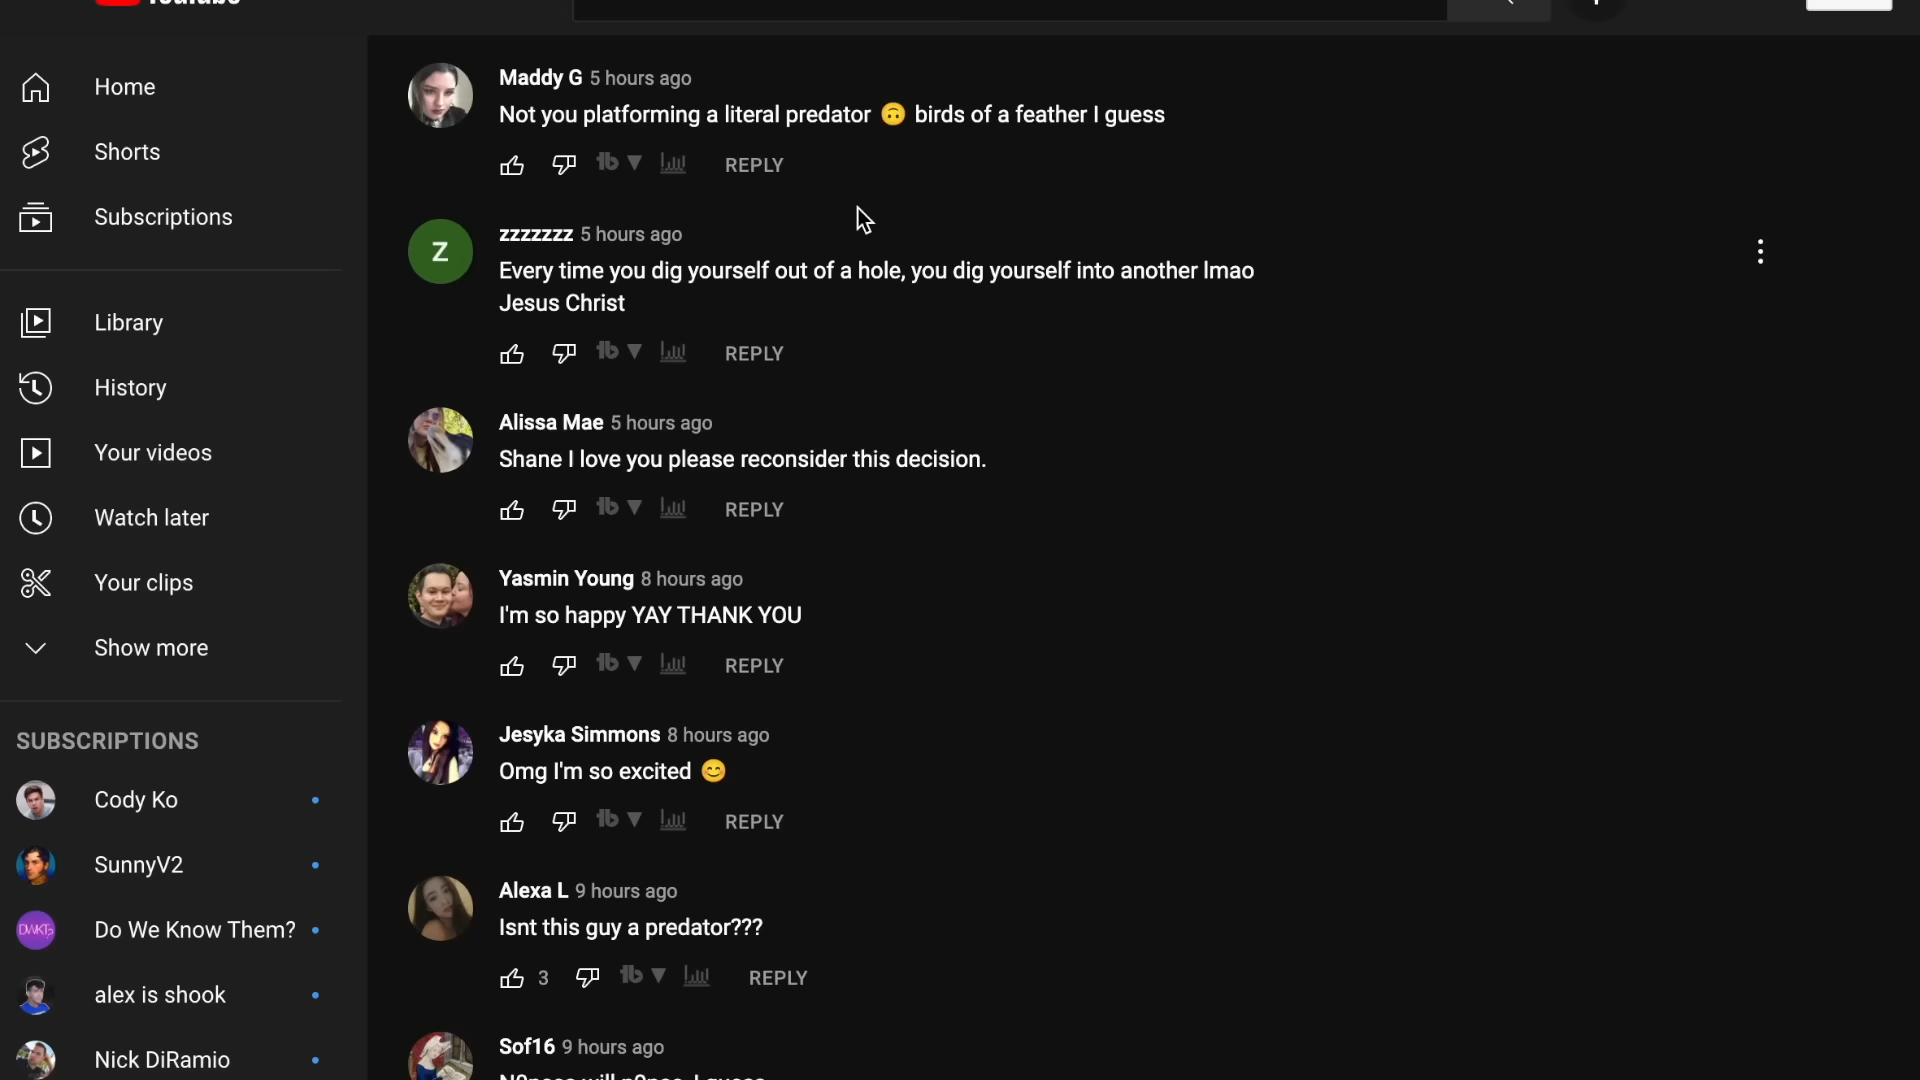 Home
Shorts
Subscriptions
Library
History
Your videos
Watch later
Your clips
Show more
SUBSCRIPTIONS
Cody Ko
SunnyV2
DWKT?
Do We Know Them?
alex is shook
Nick DiRamio
Maddy G 5 hours ago
Not you platforming a literal predator 🙃 birds of a feather I guess
REPLY
Z
zzzzzzz 5 hours ago
Every time you dig yourself out of a hole, you dig yourself into another lmao
Jesus Christ
REPLY
Alissa Mae 5 hours ago
Shane I love you please reconsider this decision.
REPLY
Yasmin Young 8 hours ago
I'm so happy YAY THANK YOU
REPLY
Jesyka Simmons 8 hours ago
Omg I'm so excited 😊
REPLY
Alexa L 9 hours ago
Isnt this guy a predator???
3 REPLY
Sof16 9 hours ago